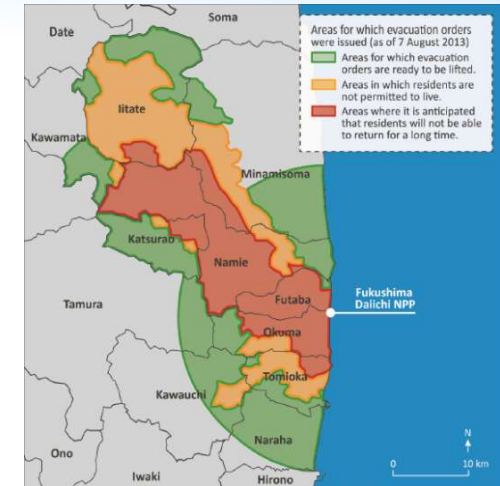 Soma
Date
Areas for which evacuation orders
were issued (as of 7 August 2013)
Areas for which evacuation
orders are ready to be lifted.
Areas in which residents are
not permitted to live.
Areas where it is anticipated
that residents will not be able
to return for a long time.
Iitate
Kawamata
Minamisoma
Katsurao
Namie
Futaba
Fukushima
Daiichi NPP
Tamura
Okuma
Tomioka
Kawauchi
Naraha
Ono
Iwaki
Hirono
N
0
10 km